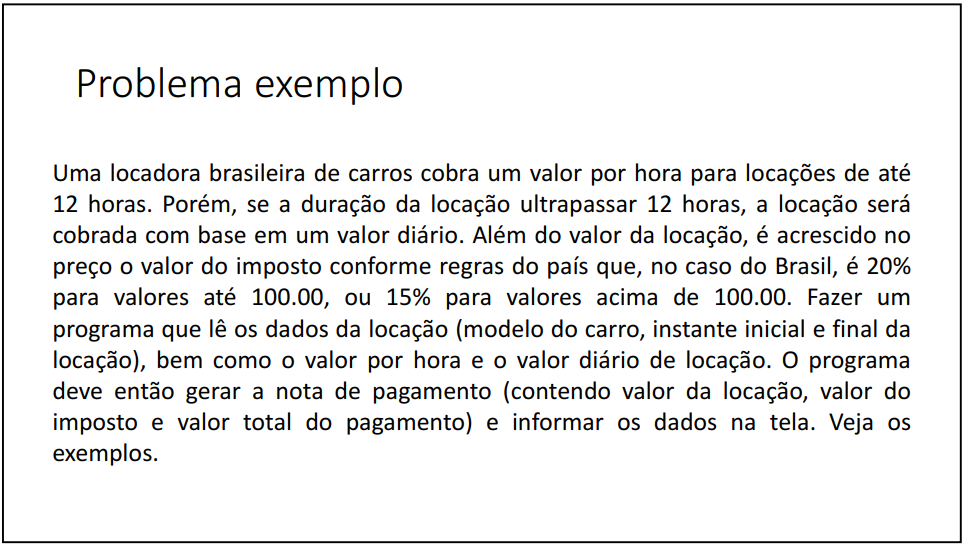 Problema exemplo
Uma locadora brasileira de carros cobra um valor por hora para locações de até
12 horas. Porém, se a duração da locação ultrapassar 12 horas, a locação será
cobrada com base em um valor diário. Além do valor da locação, é acrescido no
preço o valor do imposto conforme regras do país que, no caso do Brasil, é 20%
para valores até 100.00, ou 15% para valores acima de 100.00. Fazer um
programa que lê os dados da locação (modelo do carro, instante inicial e final da
locação), bem como o valor por hora e o valor diário de locação. O programa
deve então gerar a nota de pagamento (contendo valor da locação, valor do
imposto e valor total do pagamento) e informar os dados na tela. Veja os
exemplos.